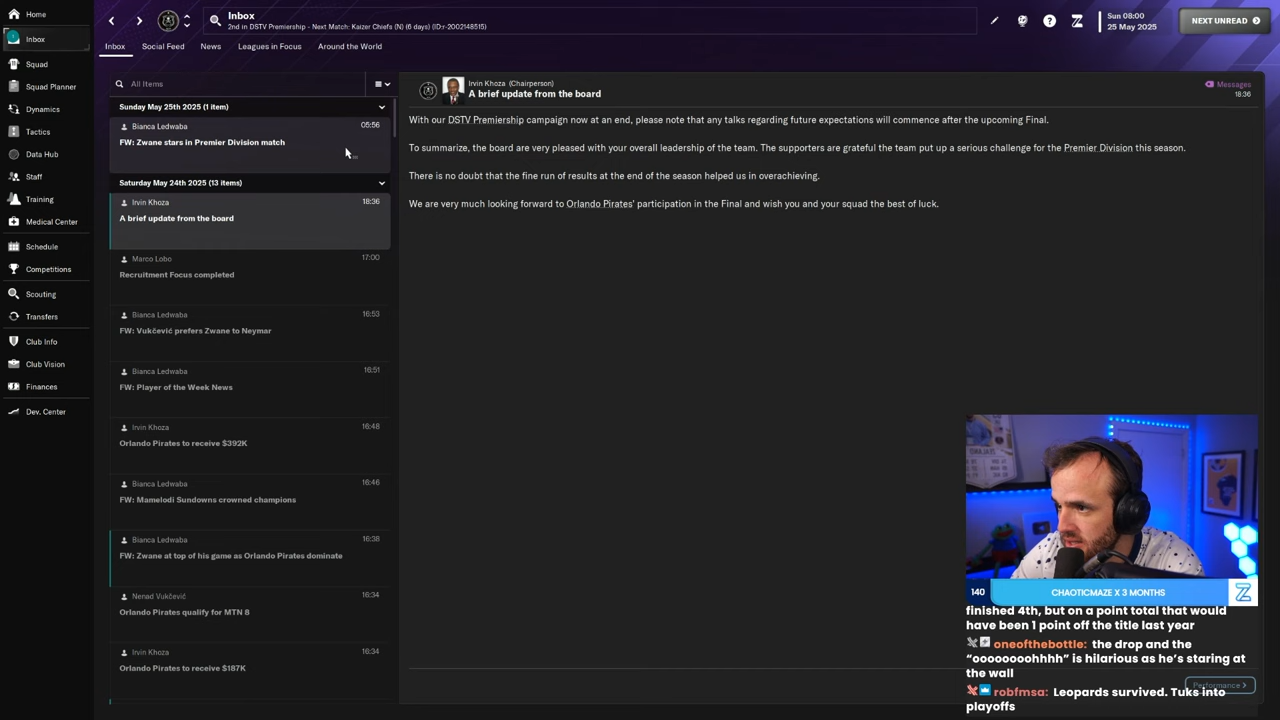 Home
Inbox
Squad
Squad Planner
Dynamics
Tactics
Data Hub
Staff
Training
Medical Center
Schedule
Competitions
Scouting
Transfers
Club Info
Club Vision
Finances
Dev. Center
Inbox
2nd in DSTV Premiership - Next Match: Kaizer Chiefs (N) (6 days) (ID:r-2002148515)
Sun 08:00
25 May 2025
NEXT UNREAD
Inbox Social Feed News Leagues in Focus Around the World
All Items
Sunday May 25th 2025 (1 item)
Bianca Ledwaba 05:56
FW: Zwane stars in Premier Division match
Saturday May 24th 2025 (13 items)
Irvin Khoza 18:36
A brief update from the board
Marco Lobo 17:00
Recruitment Focus completed
Bianca Ledwaba 16:53
FW: Vukčević prefers Zwane to Neymar
Bianca Ledwaba 16:51
FW: Player of the Week News
Irvin Khoza 16:48
Orlando Pirates to receive $392K
Bianca Ledwaba 16:46
FW: Mamelodi Sundowns crowned champions
Bianca Ledwaba 16:38
FW: Zwane at top of his game as Orlando Pirates dominate
Nenad Vukčević 16:34
Orlando Pirates qualify for MTN 8
Irvin Khoza 16:34
Orlando Pirates to receive $187K
Irvin Khoza (Chairperson)
A brief update from the board
Messages
18:36
With our DSTV Premiership campaign now at an end, please note that any talks regarding future expectations will commence after the upcoming Final.
To summarize, the board are very pleased with your overall leadership of the team. The supporters are grateful the team put up a serious challenge for the Premier Division this season.
There is no doubt that the fine run of results at the end of the season helped us in overachieving.
We are very much looking forward to Orlando Pirates' participation in the Final and wish you and your squad the best of luck.
140 CHAOTICMAZE X 3 MONTHS
finished 4th, but on a point total that would
have been 1 point off the title last year
oneofthebottle: the drop and the
“oooooooohhhh” is hilarious as he’s staring at
the wall
robfmsa: Leopards survived. Tuks into
playoffs
Performance >